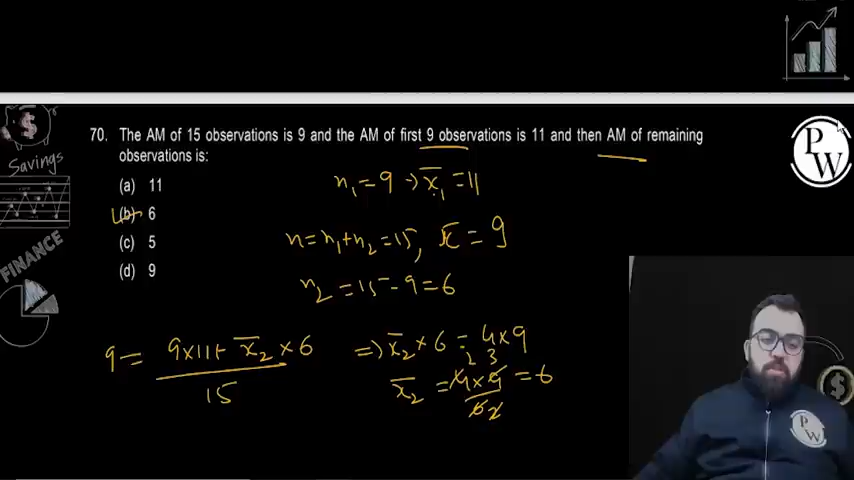 70. The AM of 15 observations is 9 and the AM of first 9 observations is 11 and then AM of remaining
observations is:
(a) 11
(b) 6
(c) 5
(d) 9
n₁ = 9 → x̄₁ = 11
n = n₁ + n₂ = 15, x̄ = 9
n₂ = 15 - 9 = 6
9 = (9×11 + x̄₂ × 6) / 15
⇒ x̄₂ × 6 = 4 × 9
x̄₂ = (4 × 9) / 6 = 6
Savings
FINANCE
$
P
W
$
P
W